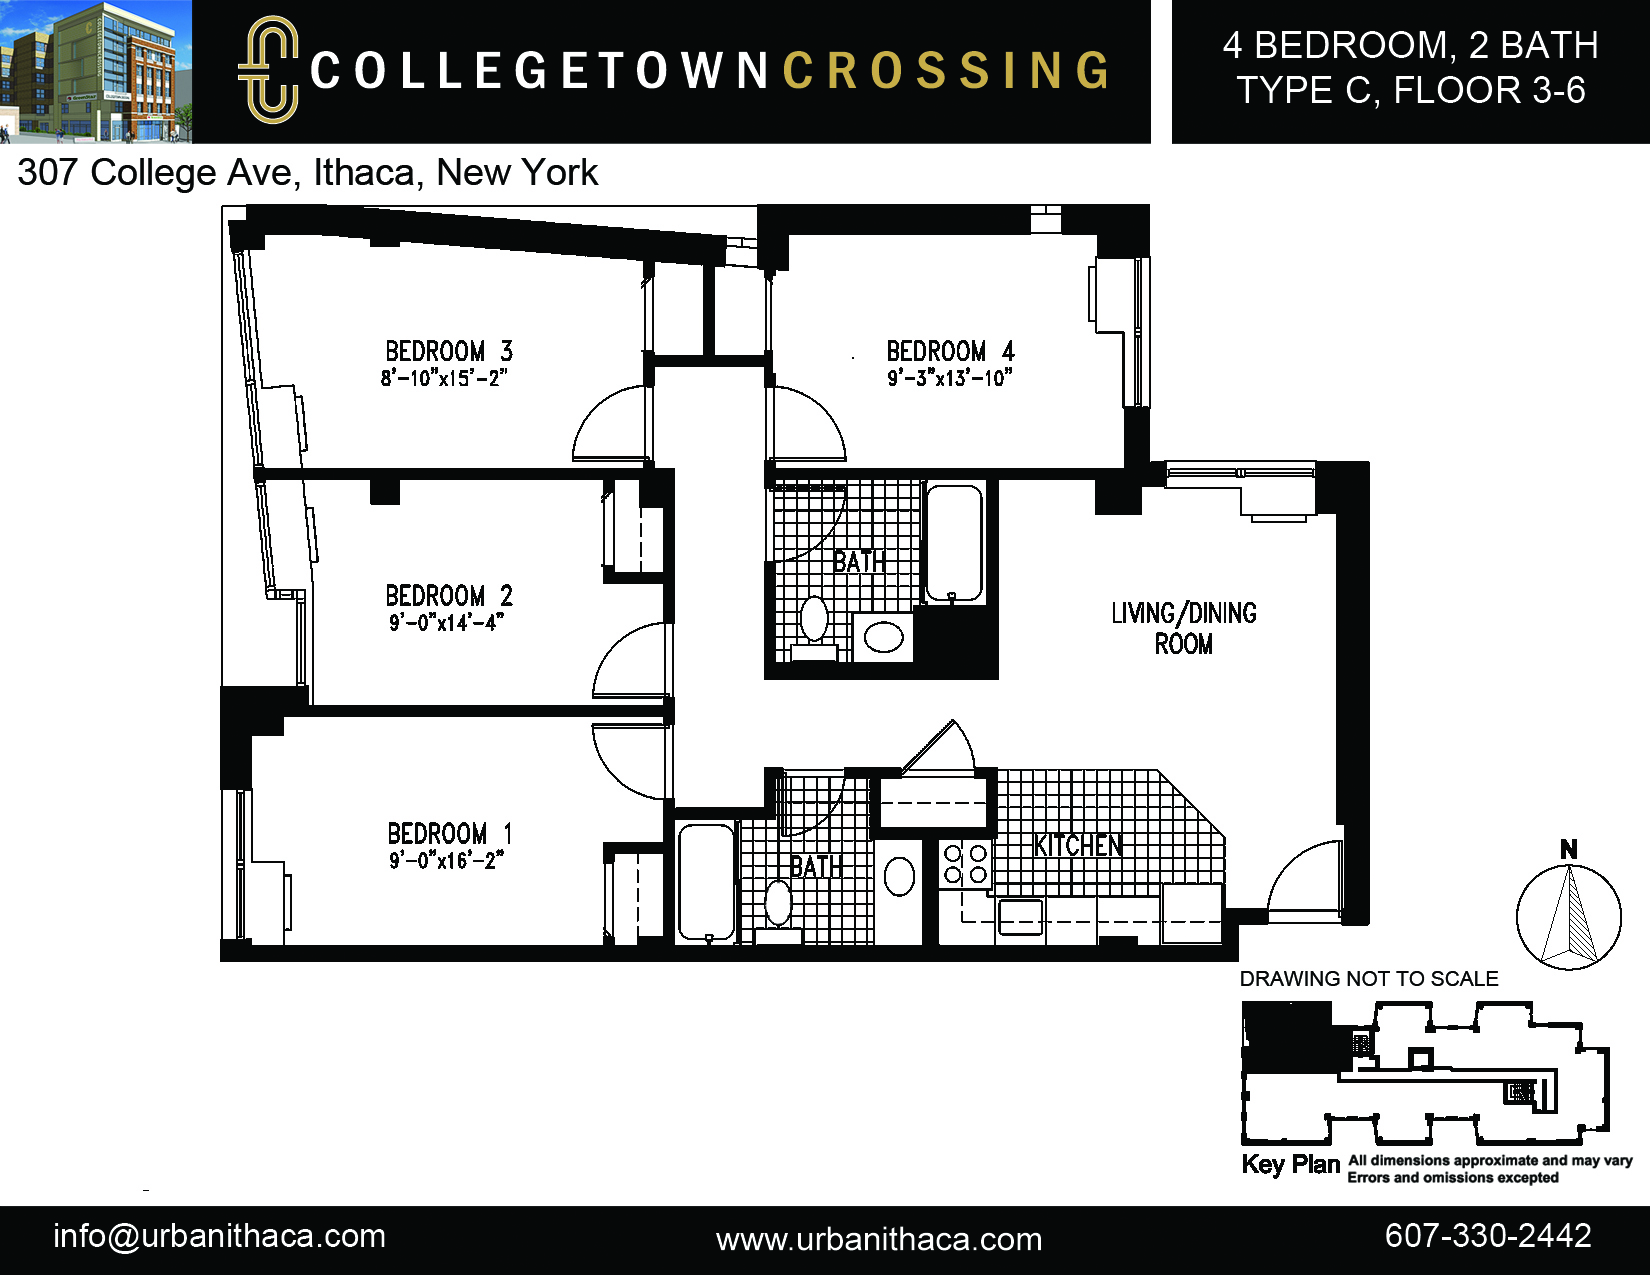 COLLEGETOWNCROSSING
4 BEDROOM, 2 BATH
TYPE C, FLOOR 3-6
307 College Ave, Ithaca, New York
BEDROOM 3
8'-10"x15'-2"
BEDROOM 4
9'-3"x13'-10"
BATH
BEDROOM 2
9'-0"x14'-4"
LIVING/DINING
ROOM
BEDROOM 1
9'-0"x16'-2"
BATH
KITCHEN
N
DRAWING NOT TO SCALE
Key Plan
All dimensions approximate and may vary
Errors and omissions excepted
info@urbanithaca.com
www.urbanithaca.com
607-330-2442